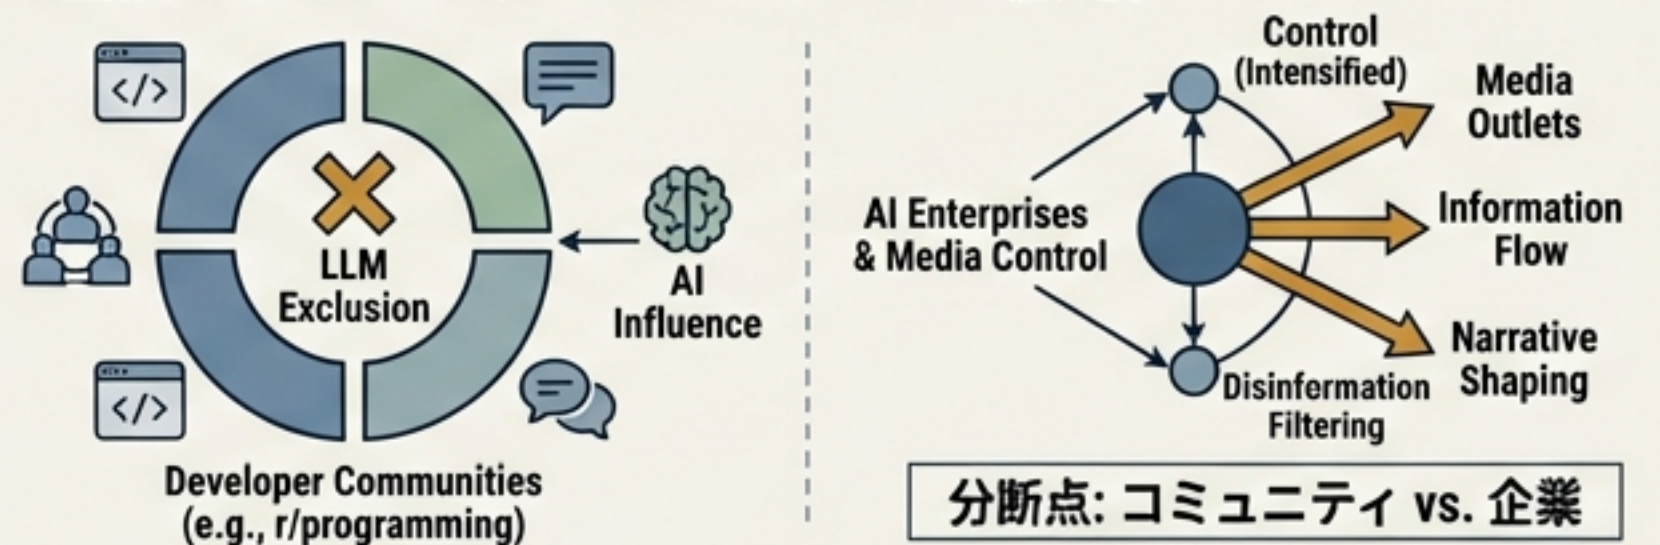 </>
</>
LLM
Exclusion
AI
Influence
Developer Communities
(e.g., r/programming)
Control
(Intensified)
Media
Outlets
AI Enterprises
& Media Control
Information
Flow
Narrative
Shaping
Disinfermation
Filtering
分断点: コミュニティ vs. 企業